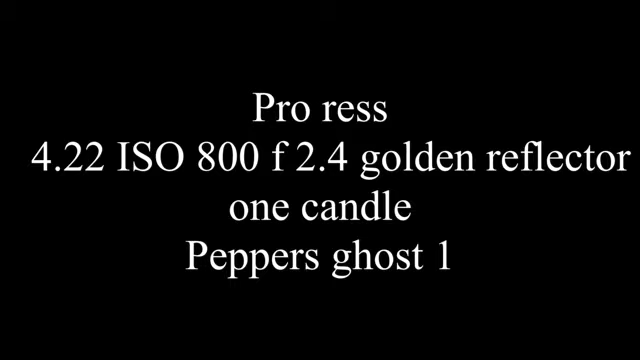 Pro ress
4.22 ISO 800 f 2.4 golden reflector
one candle
Peppers ghost 1